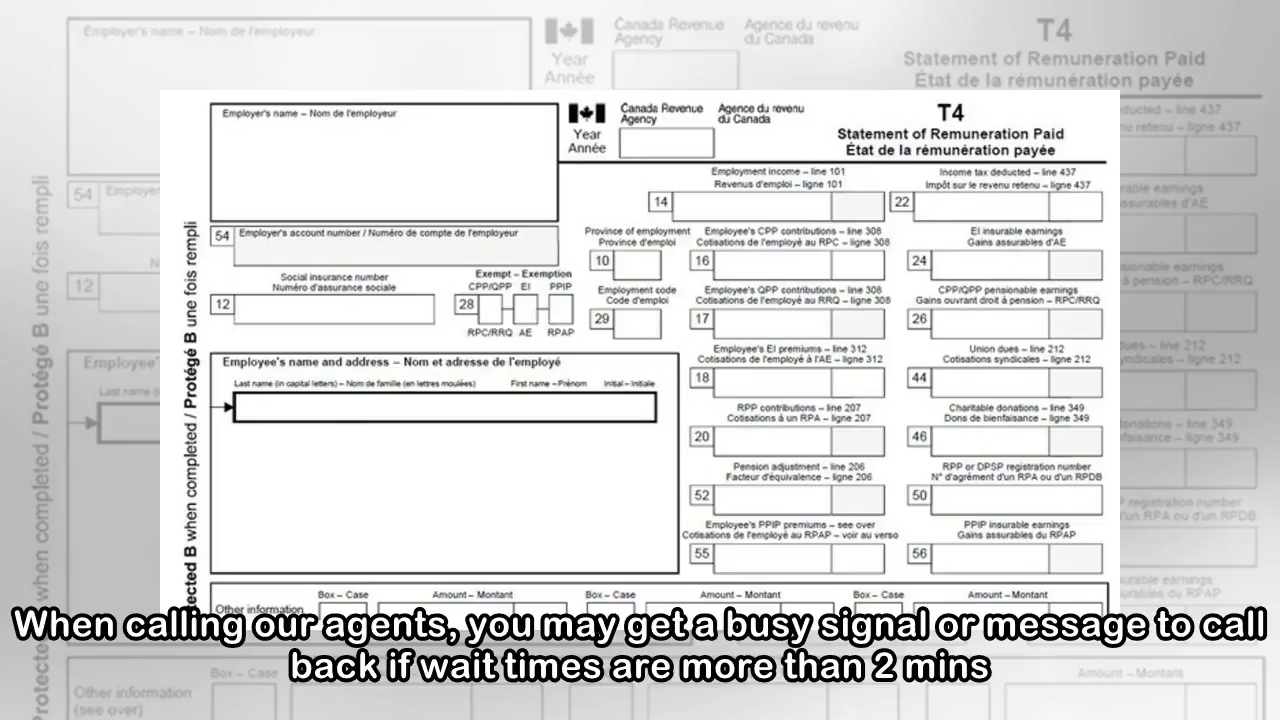 Employer's name – Nom de l'employeur
Canada Revenue Agency
Agence du revenu du Canada
Year
Année
T4
Statement of Remuneration Paid
État de la rémunération payée
Employment income – line 101
Revenus d'emploi – ligne 101
14
Income tax deducted – line 437
Impôt sur le revenu retenu – ligne 437
22
54
Employer's account number / Numéro de compte de l'employeur
Province of employment
Province d'emploi
10
Employee's CPP contributions – line 308
Cotisations de l'employé au RPC – ligne 308
16
EI insurable earnings
Gains assurables d'AE
24
Social insurance number
Numéro d'assurance sociale
12
Exempt – Exemption
CPP/QPP EI PPIP
28
RPC/RRQ AE RPAP
Employment code
Code d'emploi
29
Employee's QPP contributions – line 308
Cotisations de l'employé au RRQ – ligne 308
17
CPP/QPP pensionable earnings
Gains ouvrant droit à pension – RPC/RRQ
26
Employee's name and address – Nom et adresse de l'employé
Last name (in capital letters) – Nom de famille (en lettres moulées) First name – Prénom Initial – Initiale
Employee's EI premiums – line 312
Cotisations de l'employé à l'AE – ligne 312
18
Union dues – line 212
Cotisations syndicales – ligne 212
44
RPP contributions – line 207
Cotisations à un RPA – ligne 207
20
Charitable donations – line 349
Dons de bienfaisance – ligne 349
46
Pension adjustment – line 206
Facteur d'équivalence – ligne 206
52
RPP or DPSP registration number
N° d'agrément d'un RPA ou d'un RPDB
50
Employee's PPIP premiums – see over
Cotisations de l'employé au RPAP – voir au verso
55
PPIP insurable earnings
Gains assurables du RPAP
56
Box – Case Amount – Montant Box – Case Amount – Montant Box – Case Amount – Montant
Other information
ected B when completed / Protégé B une fois rempli
When calling our agents, you may get a busy signal or message to call
back if wait times are more than 2 mins